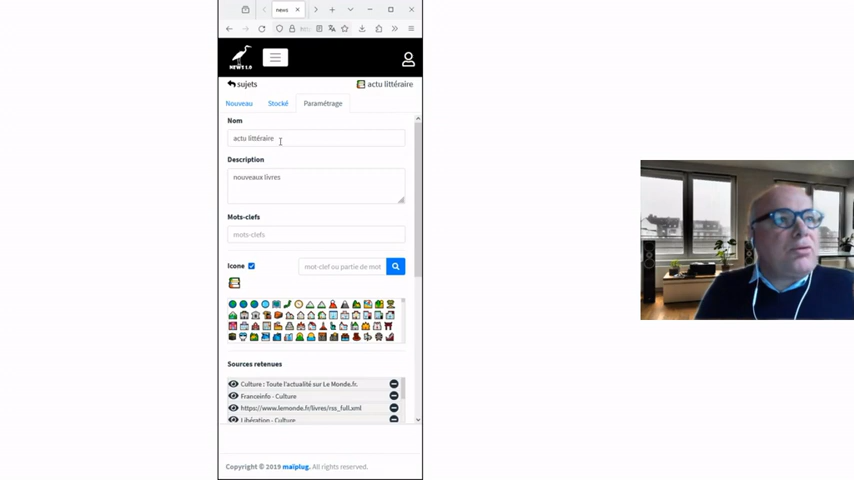 news
NEWS 1.0
sujets
actu littéraire
Nouveau
Stocké
Paramétrage
Nom
actu littéraire
Description
nouveaux livres
Mots-clefs
mots-clefs
Icone
mot-clef ou partie de mot
Sources retenues
Culture : Toute l'actualité sur Le Monde.fr.
Franceinfo - Culture
https://www.lemonde.fr/livres/rss_full.xml
Libération - Culture
Copyright © 2019 maïplug. All rights reserved.